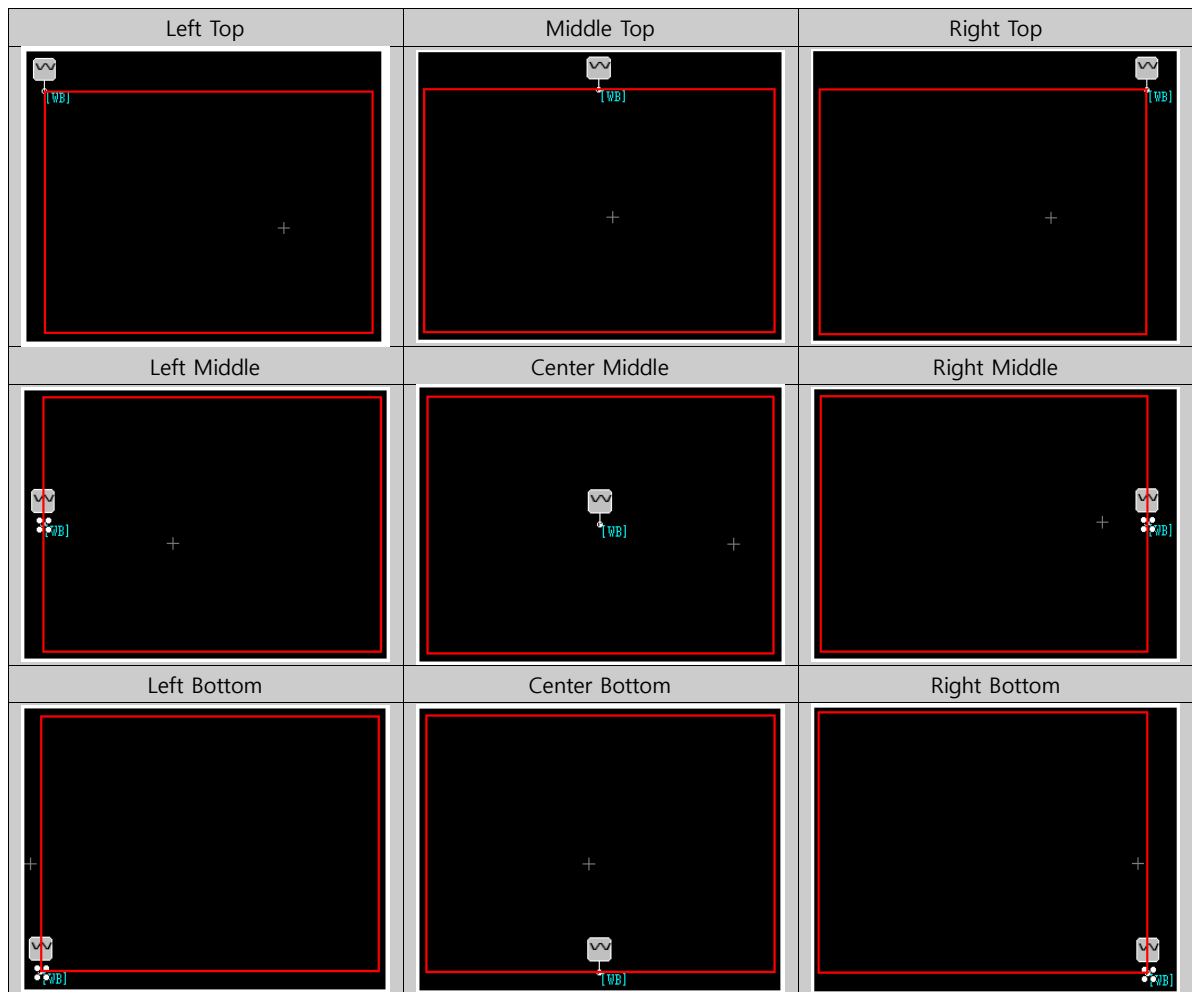 Left Top
Middle Top
Right Top
[WB]
[WB]
[WB]
Left Middle
Center Middle
Right Middle
[WB]
[WB]
[WB]
Left Bottom
Center Bottom
Right Bottom
[WB]
[WB]
[WB]